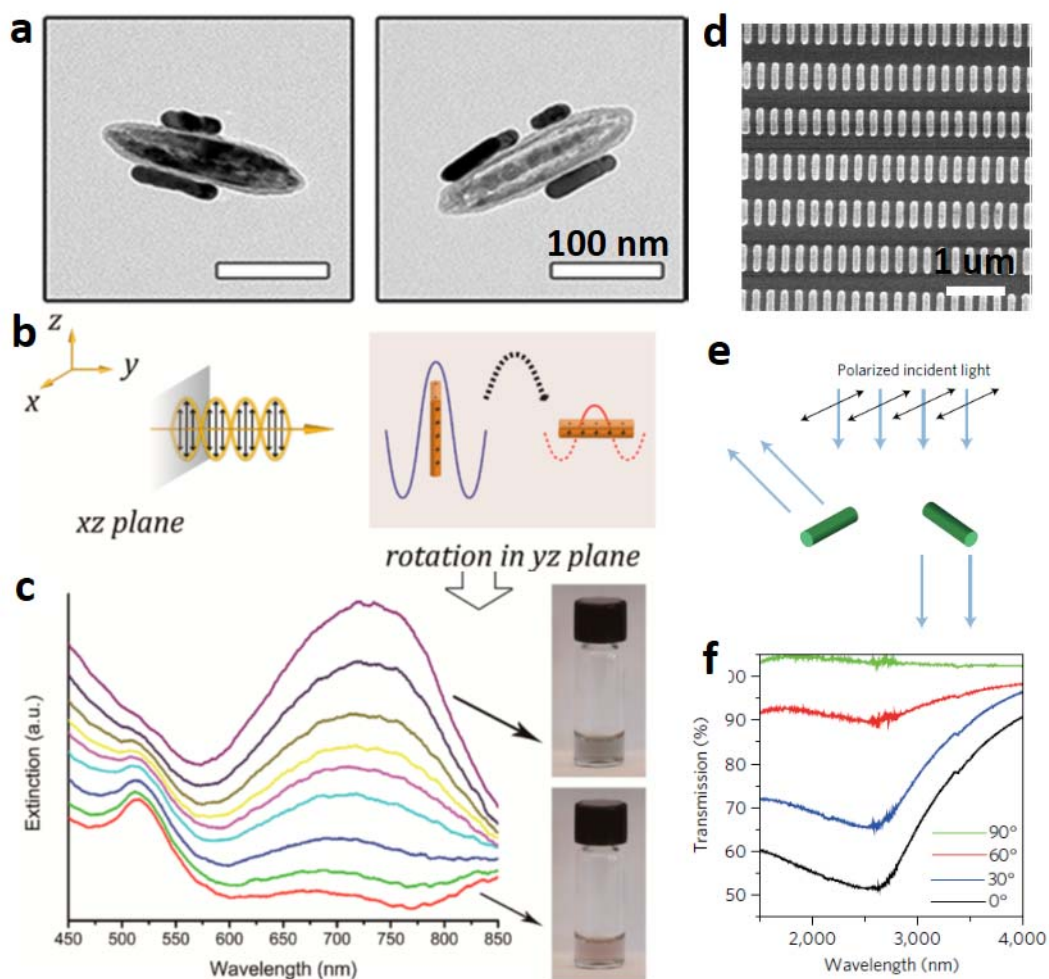 a
100 nm
d
1 um
b
z
y
x
xz plane
rotation in yz plane
e
Polarized incident light
c
Extinction (a.u.)
450 500 550 600 650 700 750 800 850
Wavelength (nm)
f
Transmission (%)
00
90
80
70
60
50
90°
60°
30°
0°
2,000 3,000 4,000
Wavelength (nm)